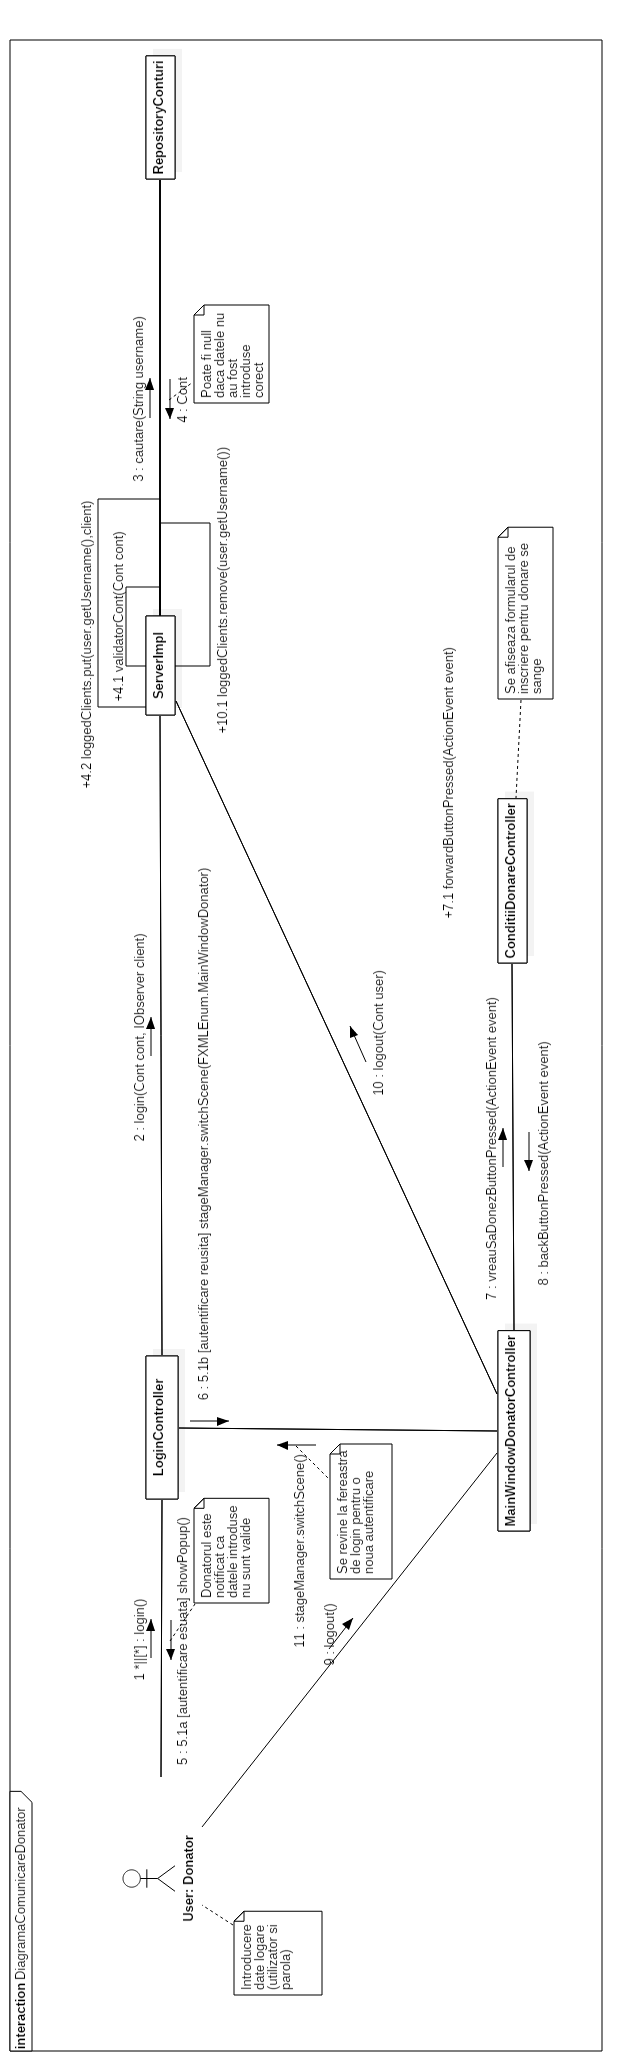 interaction DiagramaComunicareDonator
User: Donator
Introducere
date logare
(utilizator si
parola)
1 *||[*] : login()
5 : 5.1a [autentificare esuata] showPopup()
Donatorul este
notificat ca
datele introduse
nu sunt valide
LoginController
2 : login(Cont cont, IObserver client)
6 : 5.1b [autentificare reusita] stageManager.switchScene(FXMLEnum.MainWindowDonator)
+4.2 loggedClients.put(user.getUsername(),client)
+4.1 validatorCont(Cont cont)
ServerImpl
+10.1 loggedClients.remove(user.getUsername())
3 : cautare(String username)
4 : Cont
Poate fi null
daca datele nu
au fost
introduse
corect
RepositoryConturi
9 : logout()
11 : stageManager.switchScene()
Se revine la fereastra
de login pentru o
noua autentificare
10 : logout(Cont user)
MainWindowDonatorController
7 : vreauSaDonezButtonPressed(ActionEvent event)
8 : backButtonPressed(ActionEvent event)
+7.1 forwardButtonPressed(ActionEvent event)
ConditiiDonareController
Se afiseaza formularul de
inscriere pentru donare se
sange